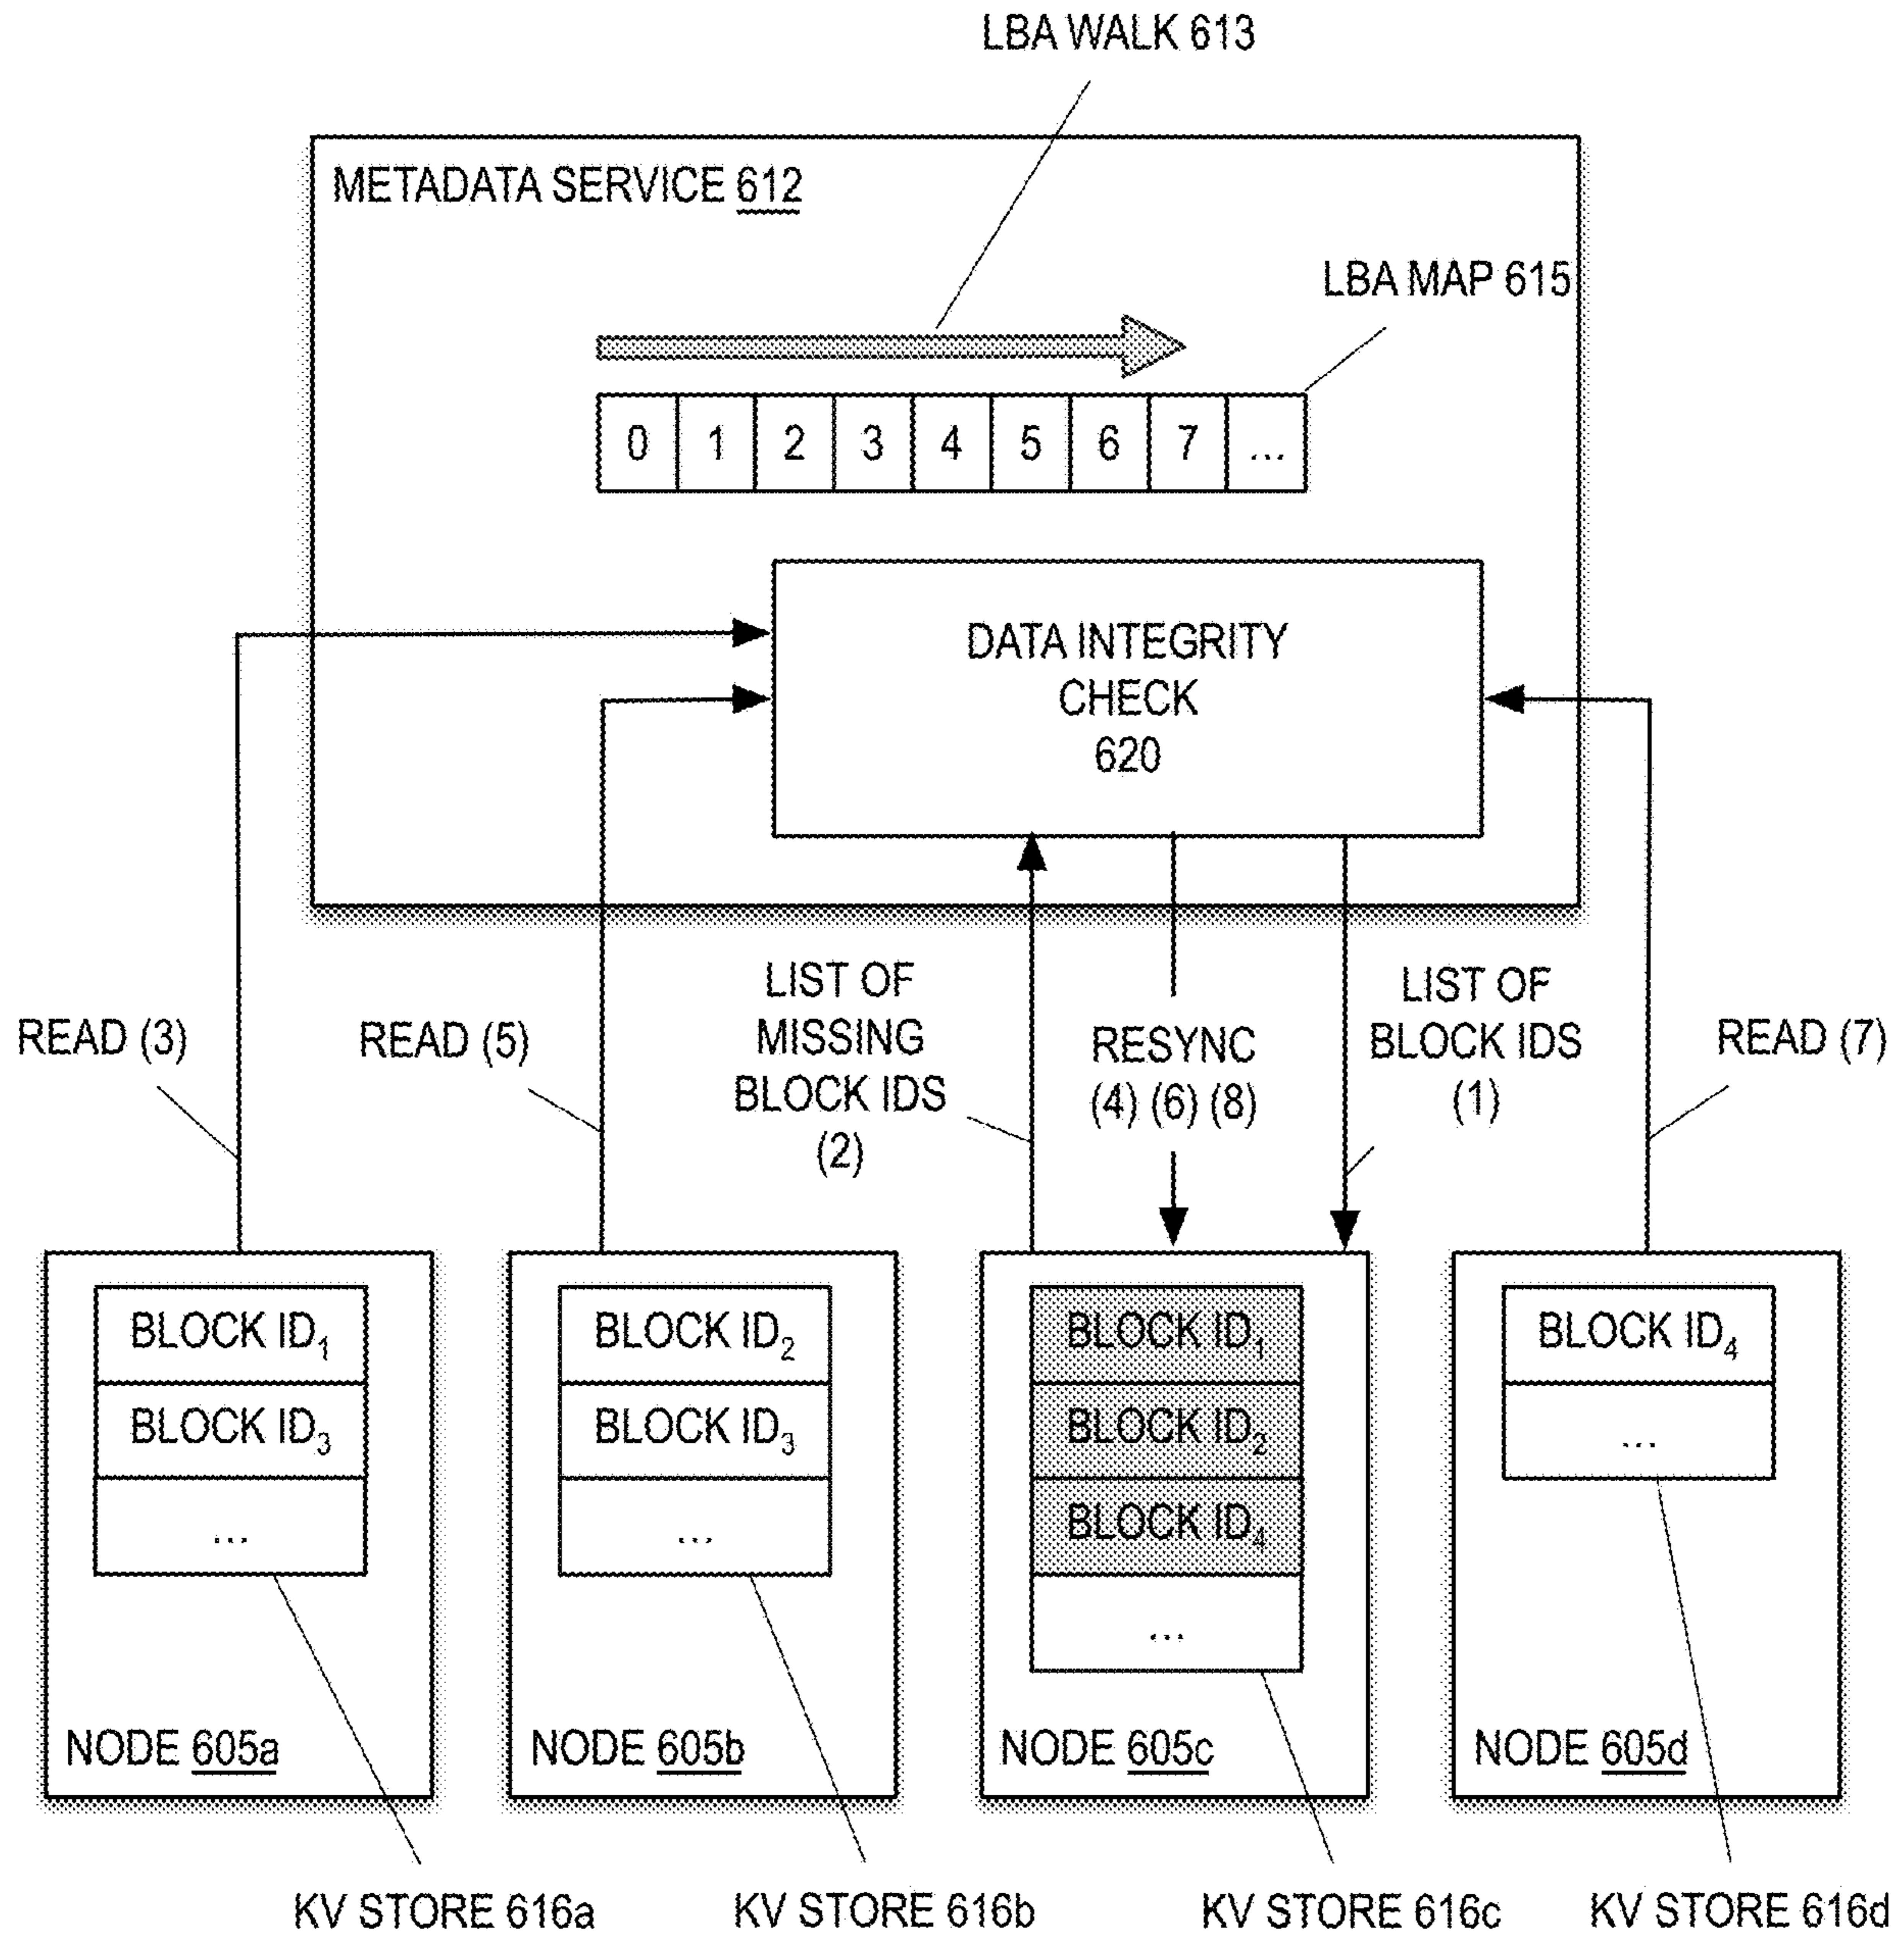 LBA WALK 613
METADATA SERVICE 612
LBA MAP 615
0 1 2 3 4 5 6 7 ...
DATA INTEGRITY
CHECK
620
READ (3)
READ (5)
LIST OF
MISSING
BLOCK IDS
(2)
RESYNC
(4) (6) (8)
LIST OF
BLOCK IDS
(1)
READ (7)
BLOCK ID1
BLOCK ID3
...
NODE 605a
BLOCK ID2
BLOCK ID3
...
NODE 605b
BLOCK ID1
BLOCK ID2
BLOCK ID4
...
NODE 605c
BLOCK ID4
...
NODE 605d
KV STORE 616a
KV STORE 616b
KV STORE 616c
KV STORE 616d